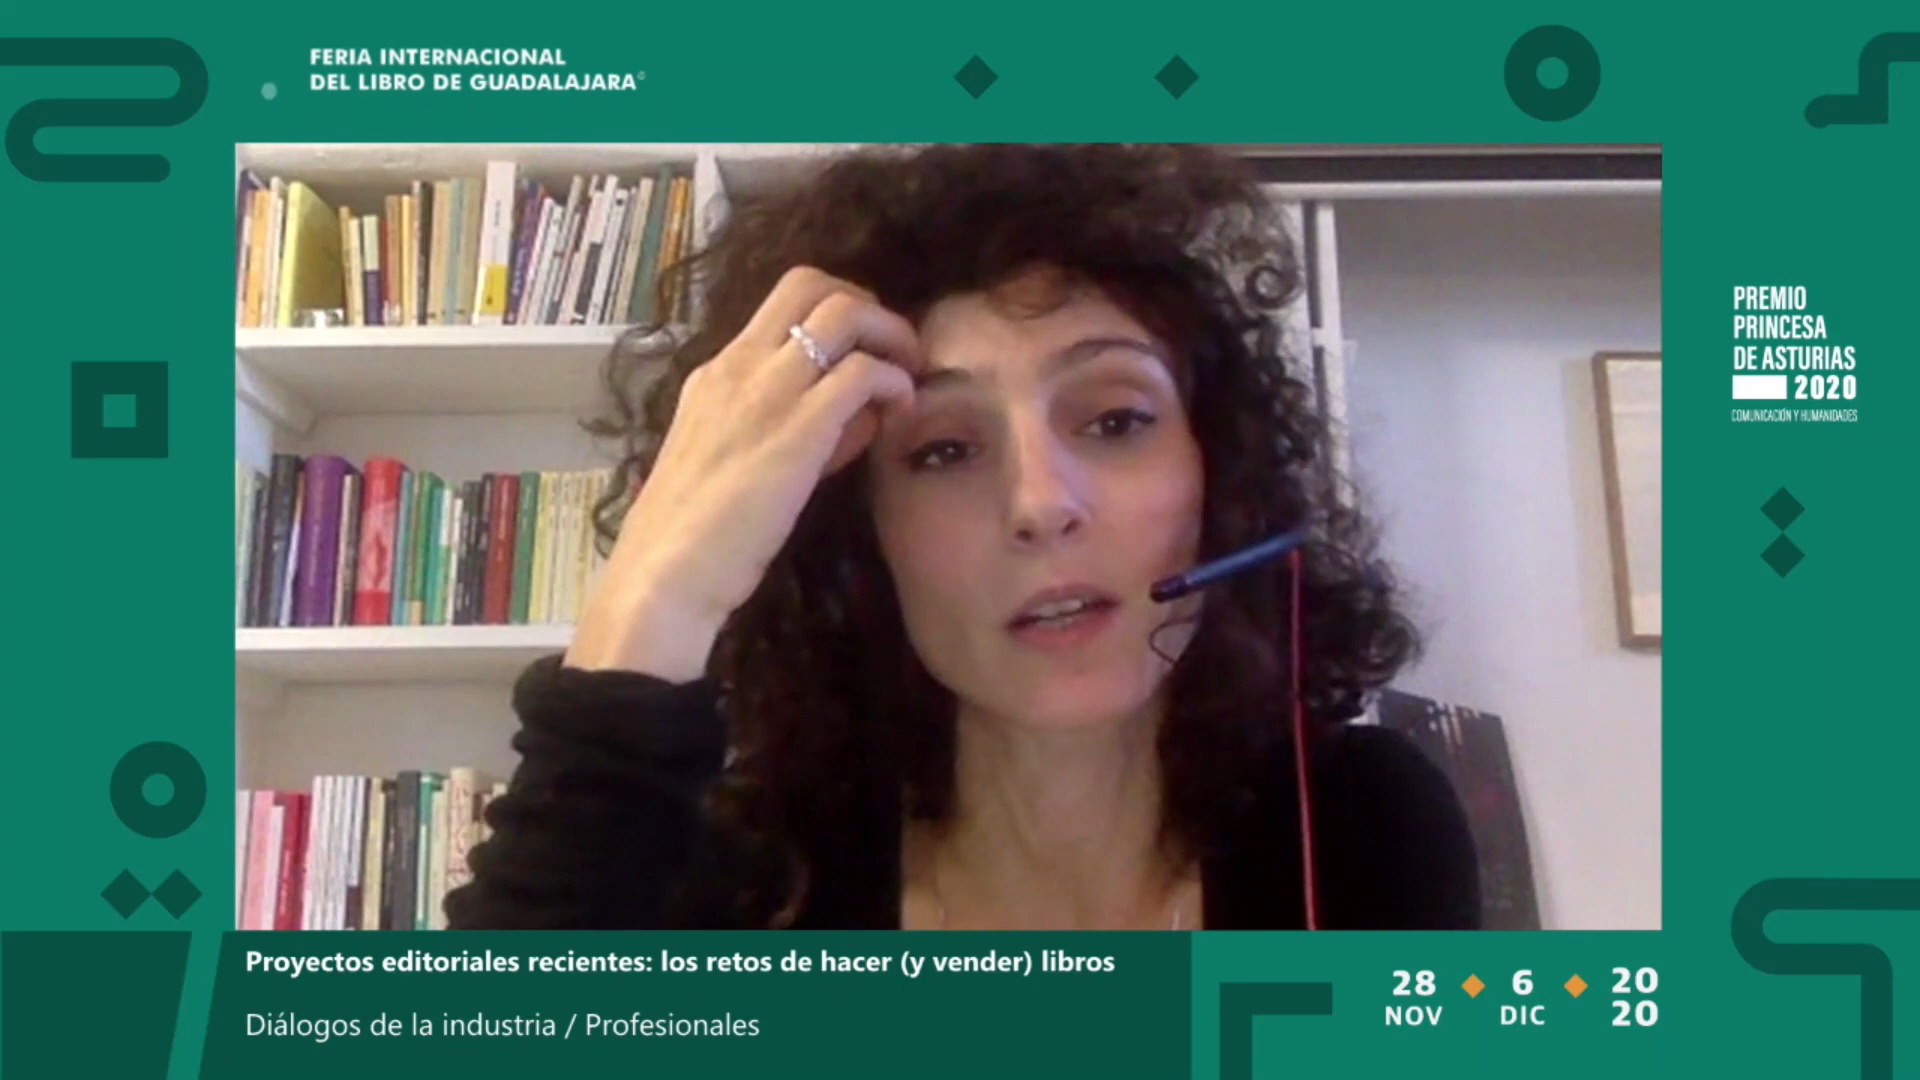 FERIA INTERNACIONAL
DEL LIBRO DE GUADALAJARA
PREMIO
PRINCESA
DE ASTURIAS
2020
COMUNICACIÓN Y HUMANIDADES
Proyectos editoriales recientes: los retos de hacer (y vender) libros
Diálogos de la industria / Profesionales
28 6 20
NOV DIC 20